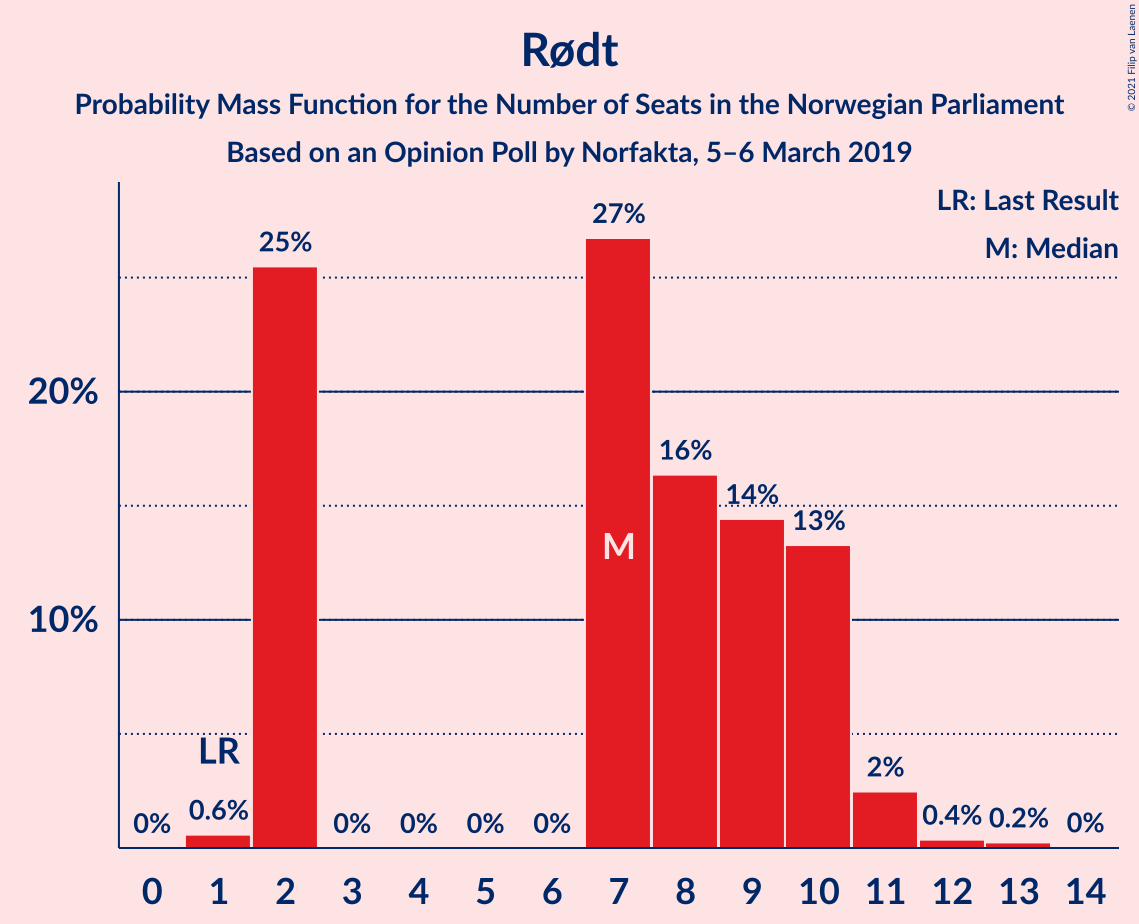 © 2021 Filip van Laenen
Rødt
Probability Mass Function for the Number of Seats in the Norwegian Parliament
Based on an Opinion Poll by Norfakta, 5–6 March 2019
LR: Last Result
M: Median
27%
25%
20%
16%
14%
13%
M
10%
LR
2%
0% 0.6% 0% 0% 0% 0% 0.4% 0.2% 0%
0 1 2 3 4 5 6 7 8 9 10 11 12 13 14